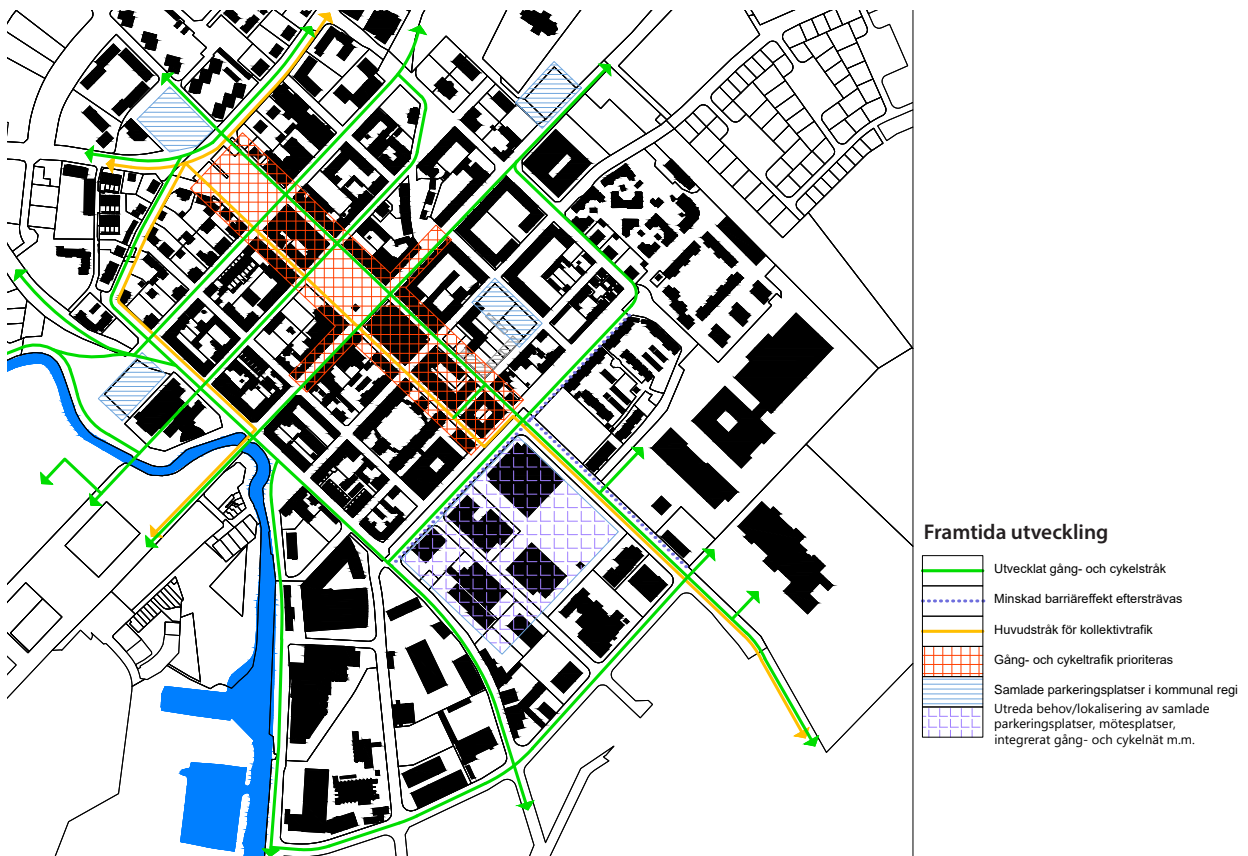 Framtida utveckling
Utvecklat gång- och cykelstråk
Minskad barriäreffekt eftersträvas
Huvudstråk för kollektivtrafik
Gång- och cykeltrafik prioriteras
Samlade parkeringsplatser i kommunal regi
Utreda behov/lokalisering av samlade
parkeringsplatser, mötesplatser,
integrerat gång- och cykelnät m.m.